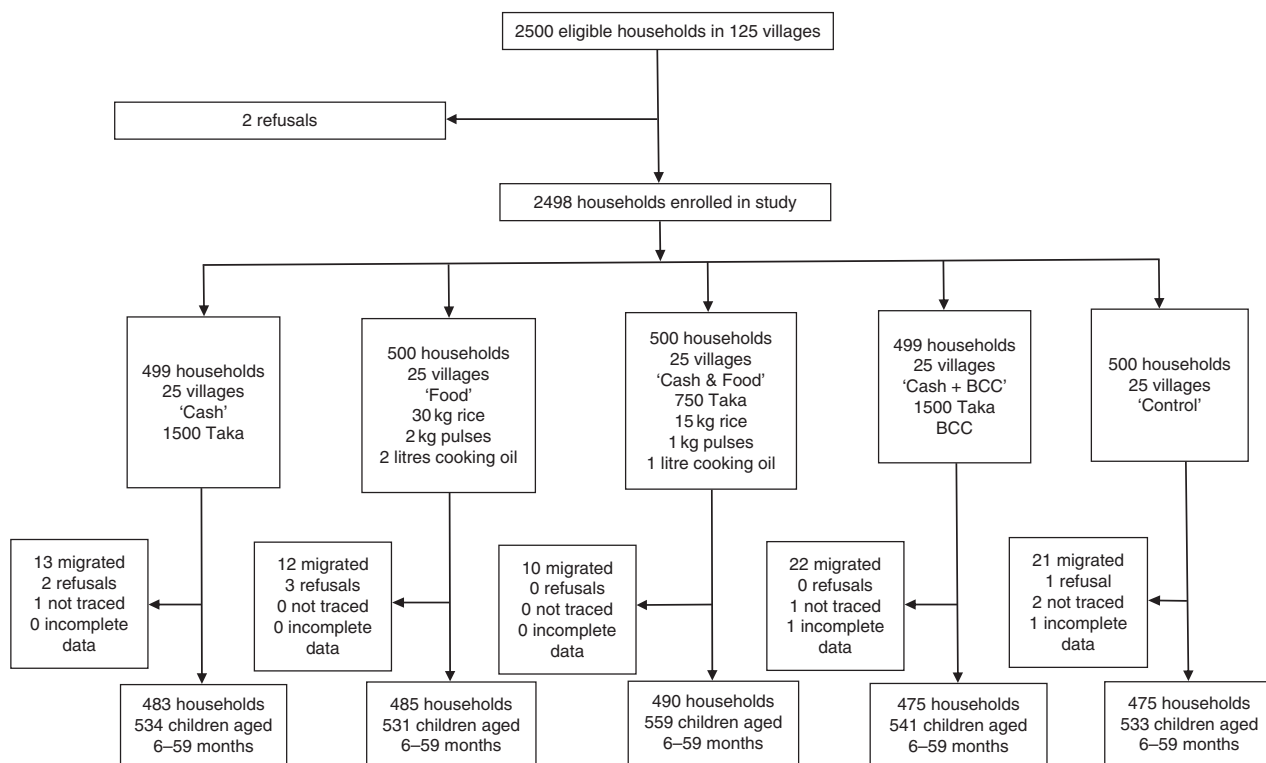 2500 eligible households in 125 villages
2 refusals
2498 households enrolled in study
499 households
25 villages
‘Cash’
1500 Taka
500 households
25 villages
‘Food’
30 kg rice
2 kg pulses
2 litres cooking oil
500 households
25 villages
‘Cash & Food’
750 Taka
15 kg rice
1 kg pulses
1 litre cooking oil
499 households
25 villages
‘Cash + BCC’
1500 Taka
BCC
500 households
25 villages
‘Control’
13 migrated
2 refusals
1 not traced
0 incomplete
data
12 migrated
3 refusals
0 not traced
0 incomplete
data
10 migrated
0 refusals
0 not traced
0 incomplete
data
22 migrated
0 refusals
1 not traced
1 incomplete
data
21 migrated
1 refusal
2 not traced
1 incomplete
data
483 households
534 children aged
6–59 months
485 households
531 children aged
6–59 months
490 households
559 children aged
6–59 months
475 households
541 children aged
6–59 months
475 households
533 children aged
6–59 months